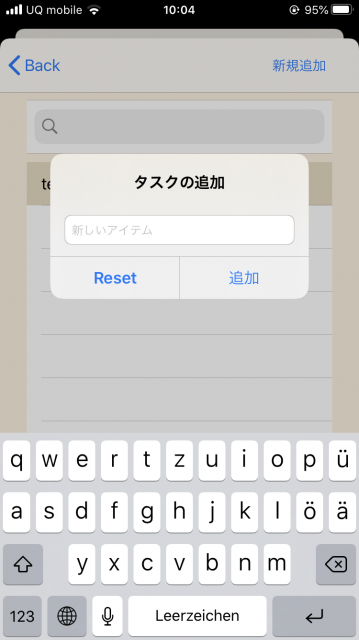 UQ mobile 10:04 95%
Back 新規追加
te
タスクの追加
新しいアイテム
Reset 追加
q w e r t z u i o p ü
a s d f g h j k l ö ä
y x c v b n m
123 Leerzeichen